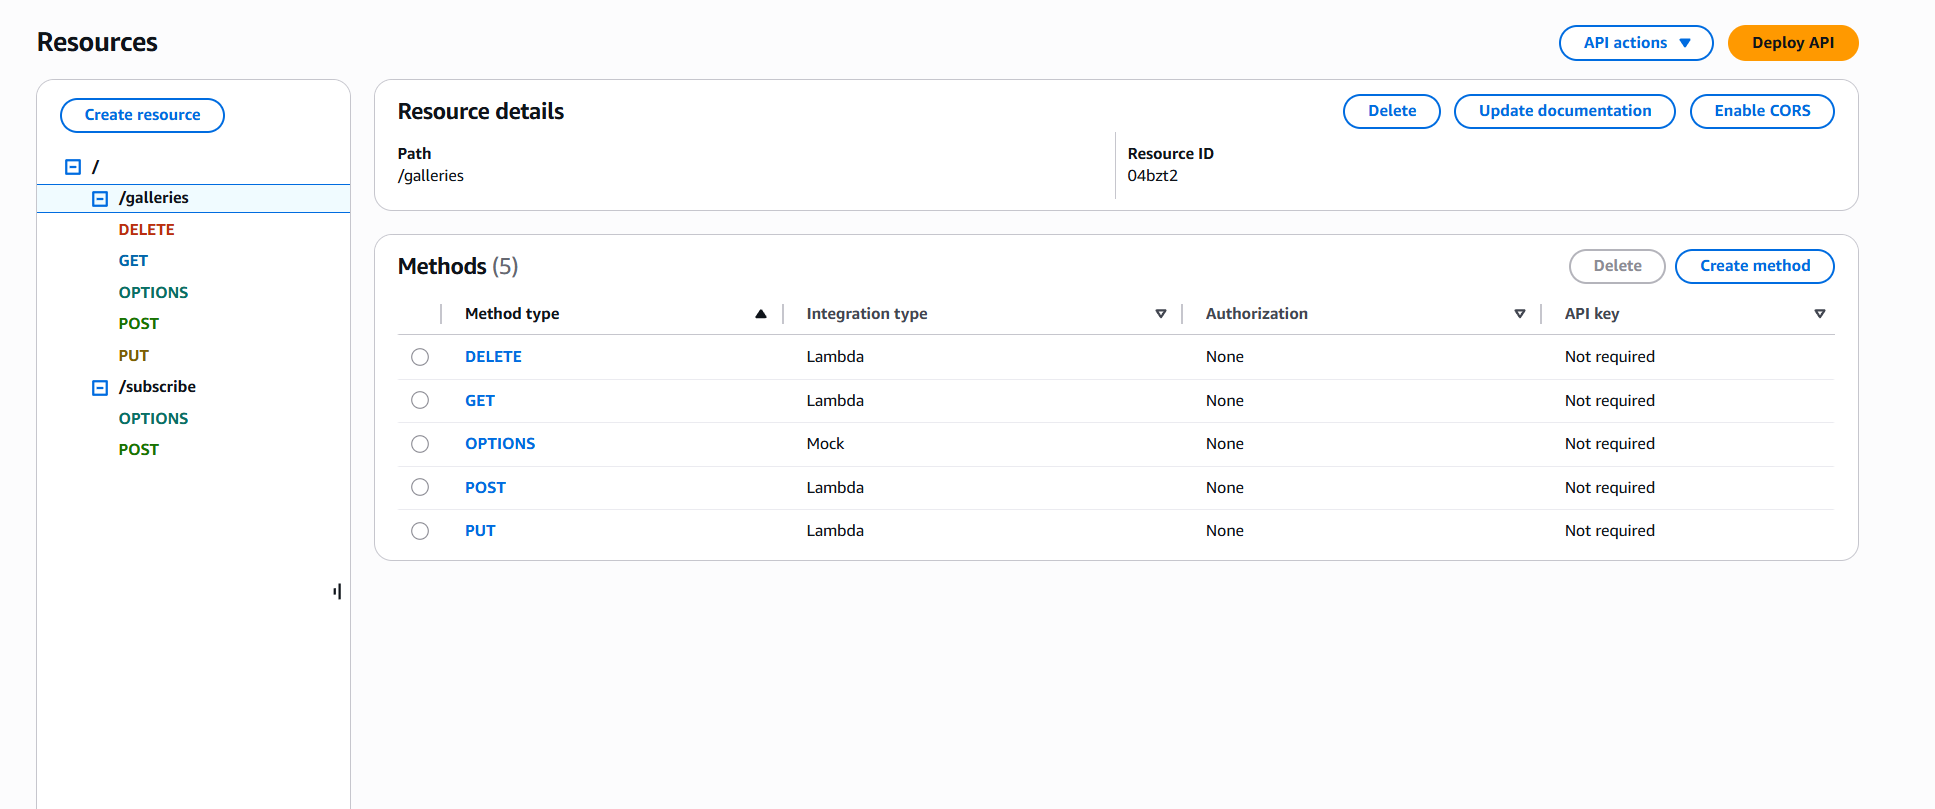 Resources
API actions
Deploy API
Create resource
/
/galleries
DELETE
GET
OPTIONS
POST
PUT
/subscribe
OPTIONS
POST
Resource details
Delete
Update documentation
Enable CORS
Path
/galleries
Resource ID
04bzt2
Methods (5)
Delete
Create method
Method type Integration type Authorization API key
DELETE Lambda None Not required
GET Lambda None Not required
OPTIONS Mock None Not required
POST Lambda None Not required
PUT Lambda None Not required